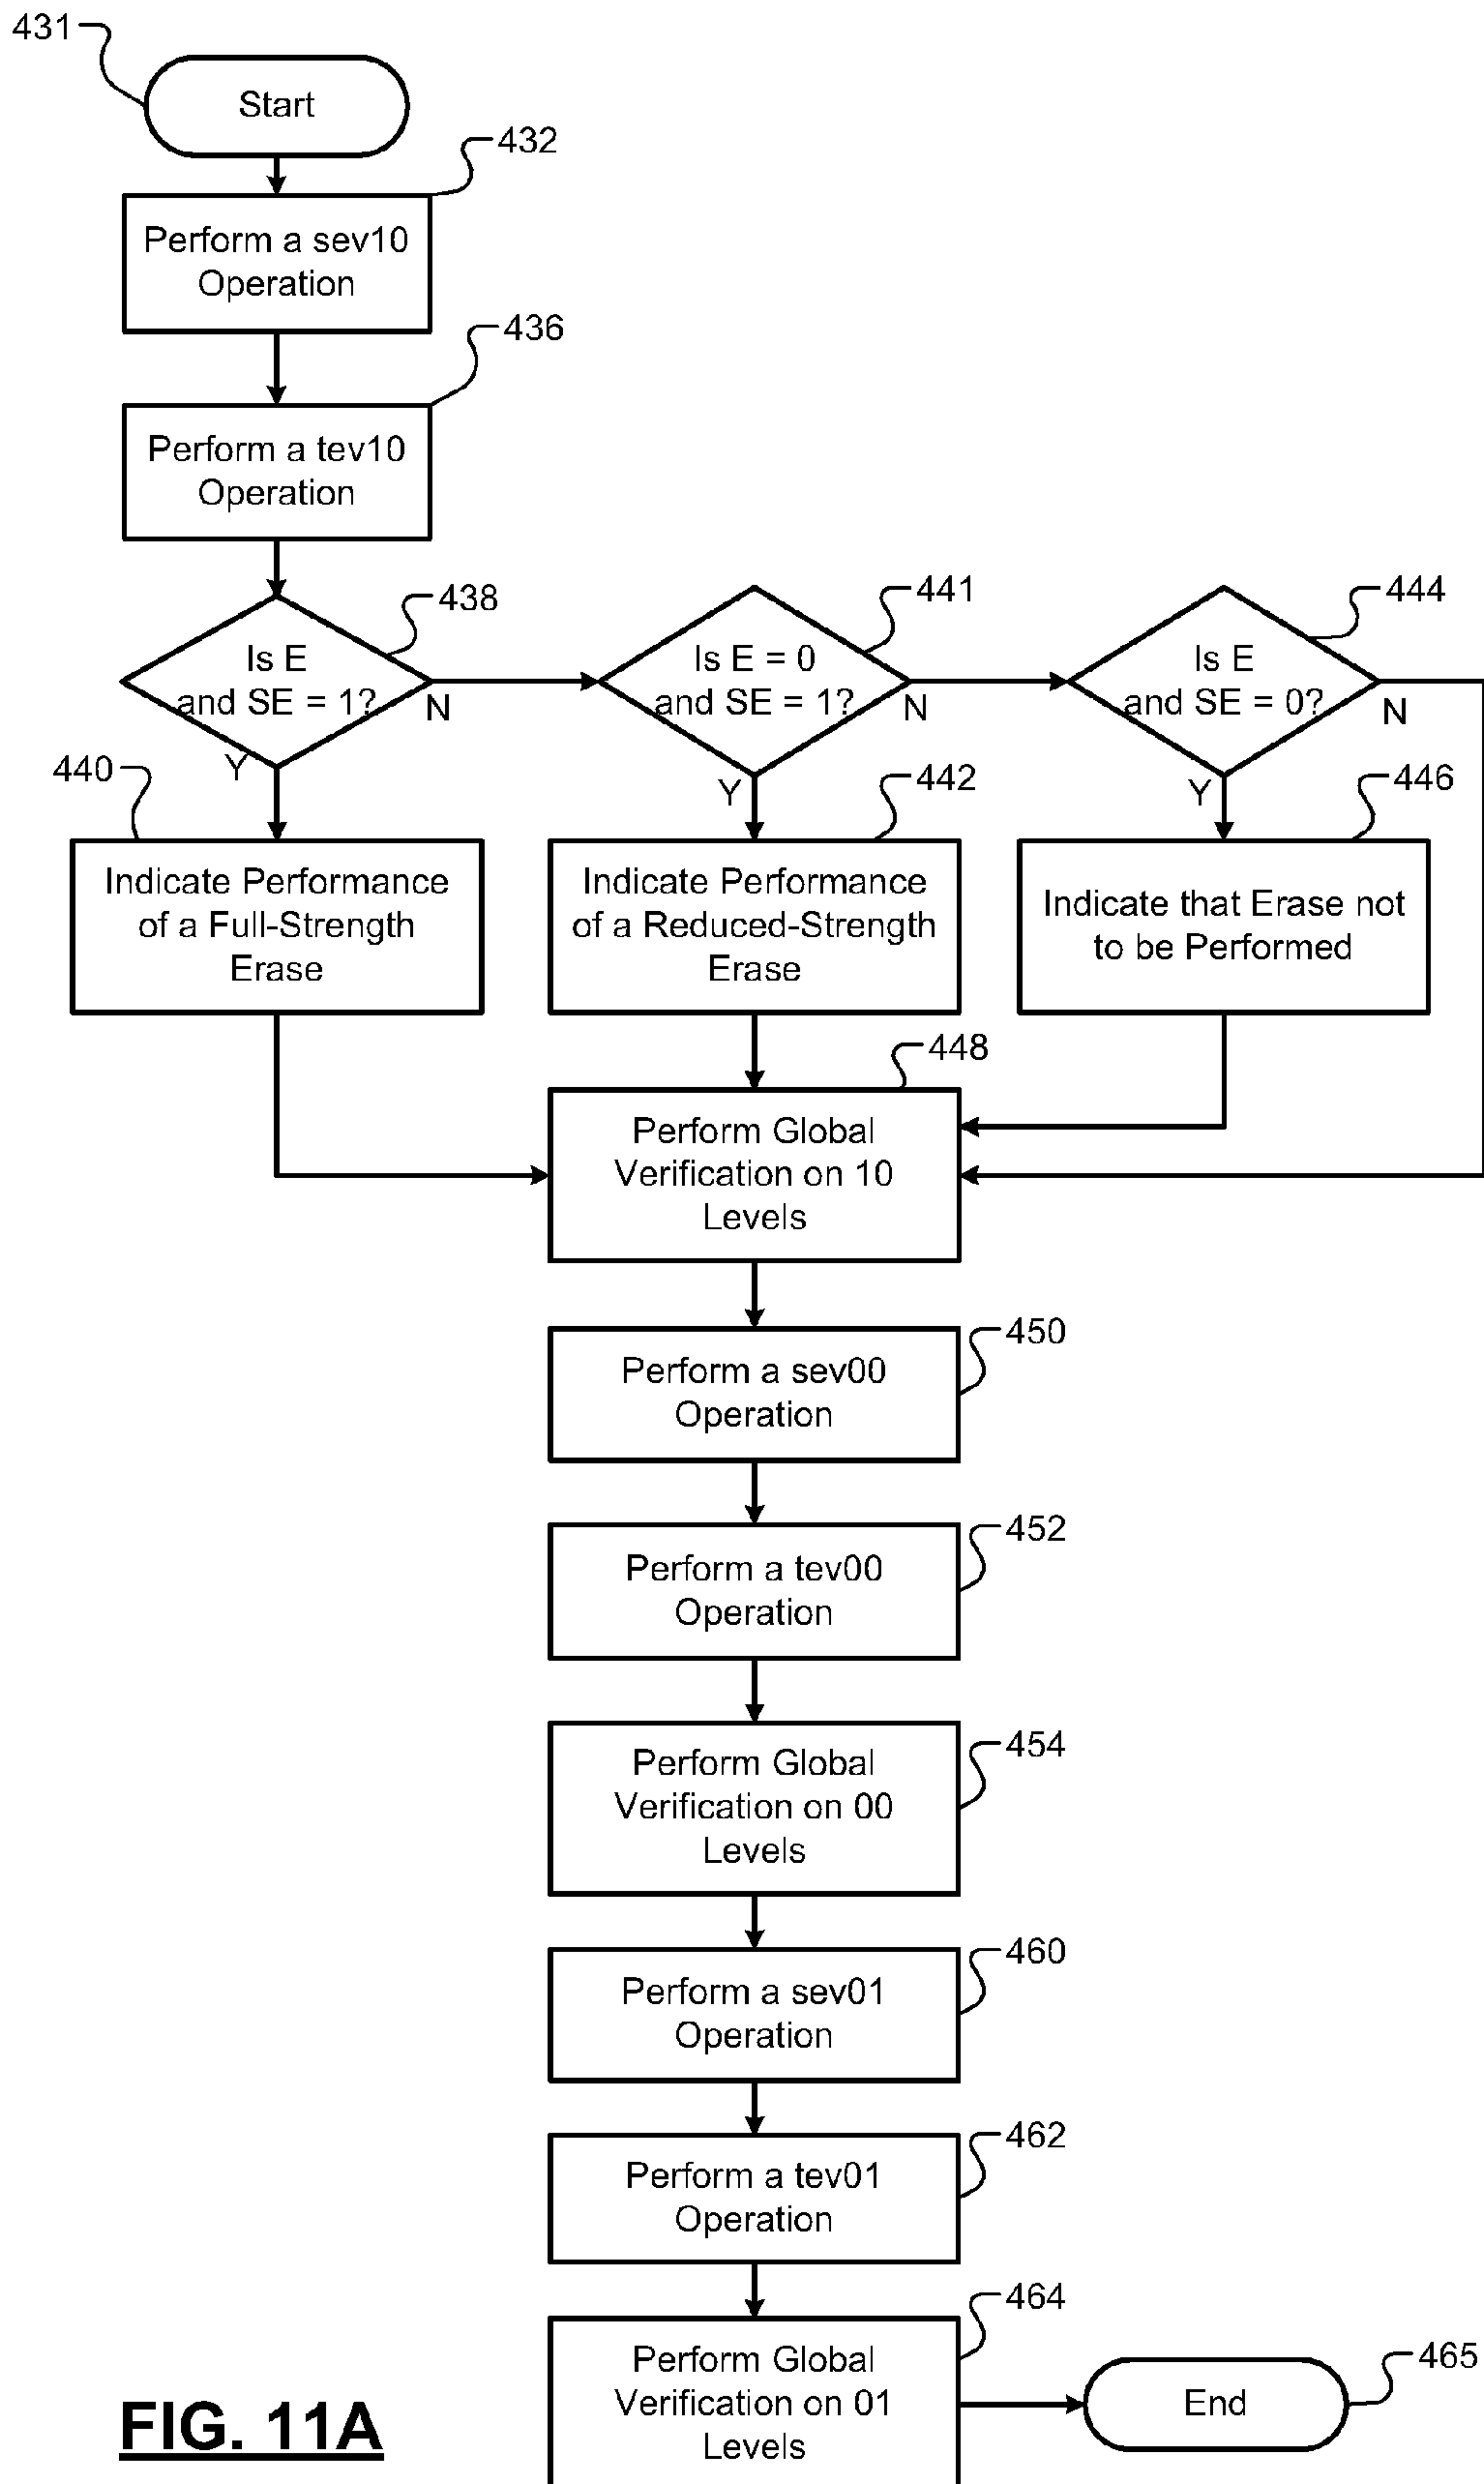 431
Start
432
Perform a sev10
Operation
436
Perform a tev10
Operation
438
Is E
and SE = 1?
N
Y
441
Is E = 0
and SE = 1?
N
Y
444
Is E
and SE = 0?
N
Y
440
Indicate Performance
of a Full-Strength
Erase
442
Indicate Performance
of a Reduced-Strength
Erase
446
Indicate that Erase not
to be Performed
448
Perform Global
Verification on 10
Levels
450
Perform a sev00
Operation
452
Perform a tev00
Operation
454
Perform Global
Verification on 00
Levels
460
Perform a sev01
Operation
462
Perform a tev01
Operation
464
Perform Global
Verification on 01
Levels
465
End
FIG. 11A